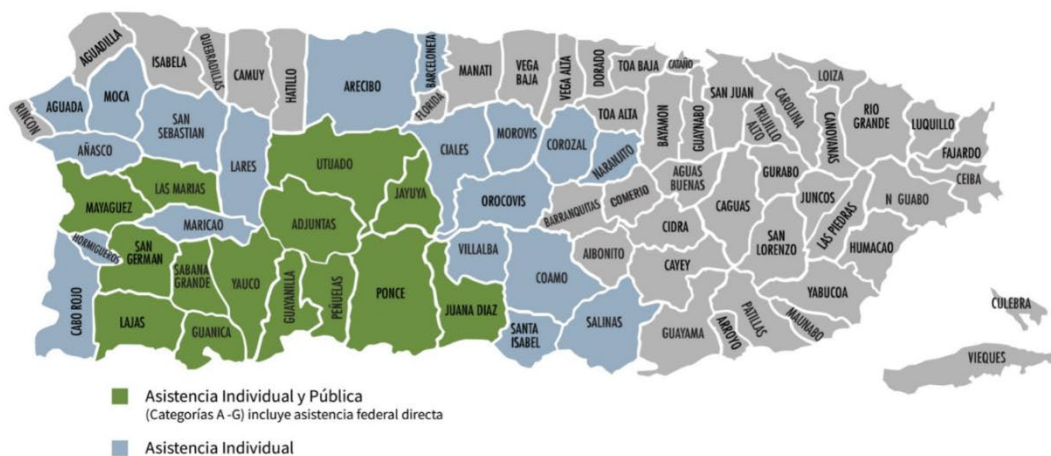 AGUADILLA
ISABELA
QUEBRADILLAS
CAMUY
HATILLO
ARECIBO
BARCELONETA
FLORIDA
MANATI
VEGA BAJA
VEGA ALTA
DORADO
TOA BAJA
CATAÑO
TOA ALTA
BAYAMON
GUAYNABO
SAN JUAN
TRUJILLO ALTO
CAROLINA
LOIZA
CANOVANAS
RIO GRANDE
LUQUILLO
FAJARDO
CEIBA
RINCON
AGUADA
MOCA
SAN SEBASTIAN
LARES
UTUADO
CIALES
MOROVIS
COROZAL
NARANJITO
AÑASCO
LAS MARIAS
MAYAGUEZ
MARICAO
ADJUNTAS
JAYUYA
OROCOVIS
BARRANQUITAS
COMERIO
AGUAS BUENAS
CIDRA
CAGUAS
GURABO
JUNCOS
LAS PIEDRAS
N GUABO
HUMACAO
HORMIGUEROS
SAN GERMAN
SABANA GRANDE
YAUCO
GUAYANILLA
PEÑUELAS
PONCE
VILLALBA
JUANA DIAZ
COAMO
AIBONITO
CAYEY
SAN LORENZO
YABUCOA
CABO ROJO
LAJAS
GUANICA
SANTA ISABEL
SALINAS
GUAYAMA
ARROYO
PATILLAS
MAUNABO
CULEBRA
VIEQUES
Asistencia Individual y Pública
(Categorías A -G) incluye asistencia federal directa
Asistencia Individual